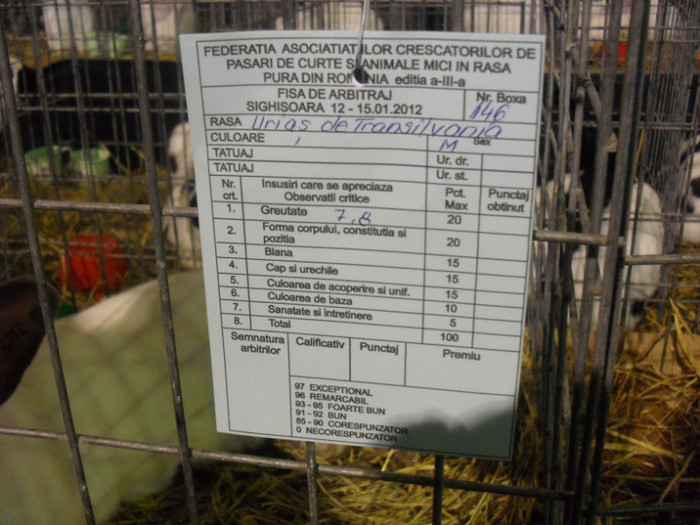 FEDERATIA ASOCIATIILOR CRESCATORILOR DE
PASARI DE CURTE SI ANIMALE MICI IN RASA
PURA DIN ROMANIA editia a-III-a
FISA DE ARBITRAJ
SIGHISOARA 12 - 15.01.2012
Nr. Boxa
146
RASA Urias de Transilvania
CULOARE
M Sex
TATUAJ
Ur. dr.
TATUAJ
Ur. st.
Nr. crt.
Insusiri care se apreciaza
Observatii critice
Pct. Max
Punctaj obtinut
1. Greutate 7,8 20
2. Forma corpului, constitutia si
pozitia 20
3. Blana 15
4. Cap si urechile 15
5. Culoarea de acoperire si unif. 15
6. Culoarea de baza 10
7. Sanatate si intretinere 5
8. Total 100
Semnatura
arbitrilor
Calificativ
Punctaj
Premiu
97 EXCEPTIONAL
96 REMARCABIL
93 - 95 FOARTE BUN
91 - 92 BUN
85 - 90 CORESPUNZATOR
0 NECORESPUNZATOR